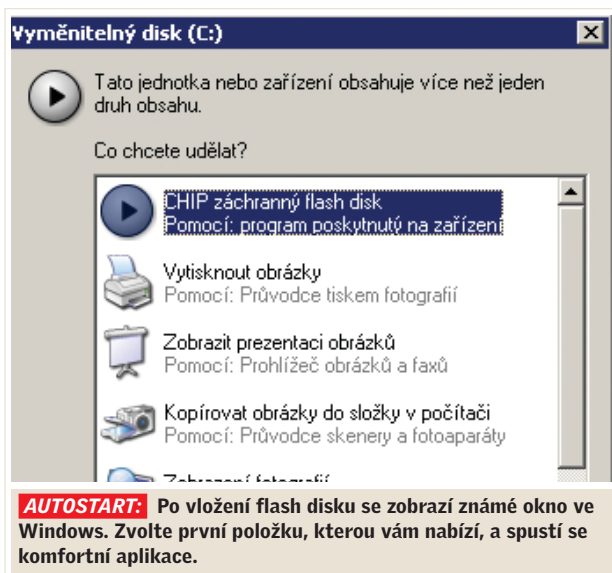 Vyměnitelný disk (C:)
Tato jednotka nebo zařízení obsahuje více než jeden
druh obsahu.
Co chcete udělat?
CHIP záchranný flash disk
Pomocí: program poskytnutý na zařízení
Vytisknout obrázky
Pomocí: Průvodce tiskem fotografií
Zobrazit prezentaci obrázků
Pomocí: Prohlížeč obrázků a faxů
Kopírovat obrázky do složky v počítači
Pomocí: Průvodce skenery a fotoaparáty
Zobrazení fotografií
AUTOSTART: Po vložení flash disku se zobrazí známé okno ve
Windows. Zvolte první položku, kterou vám nabízí, a spustí se
komfortní aplikace.